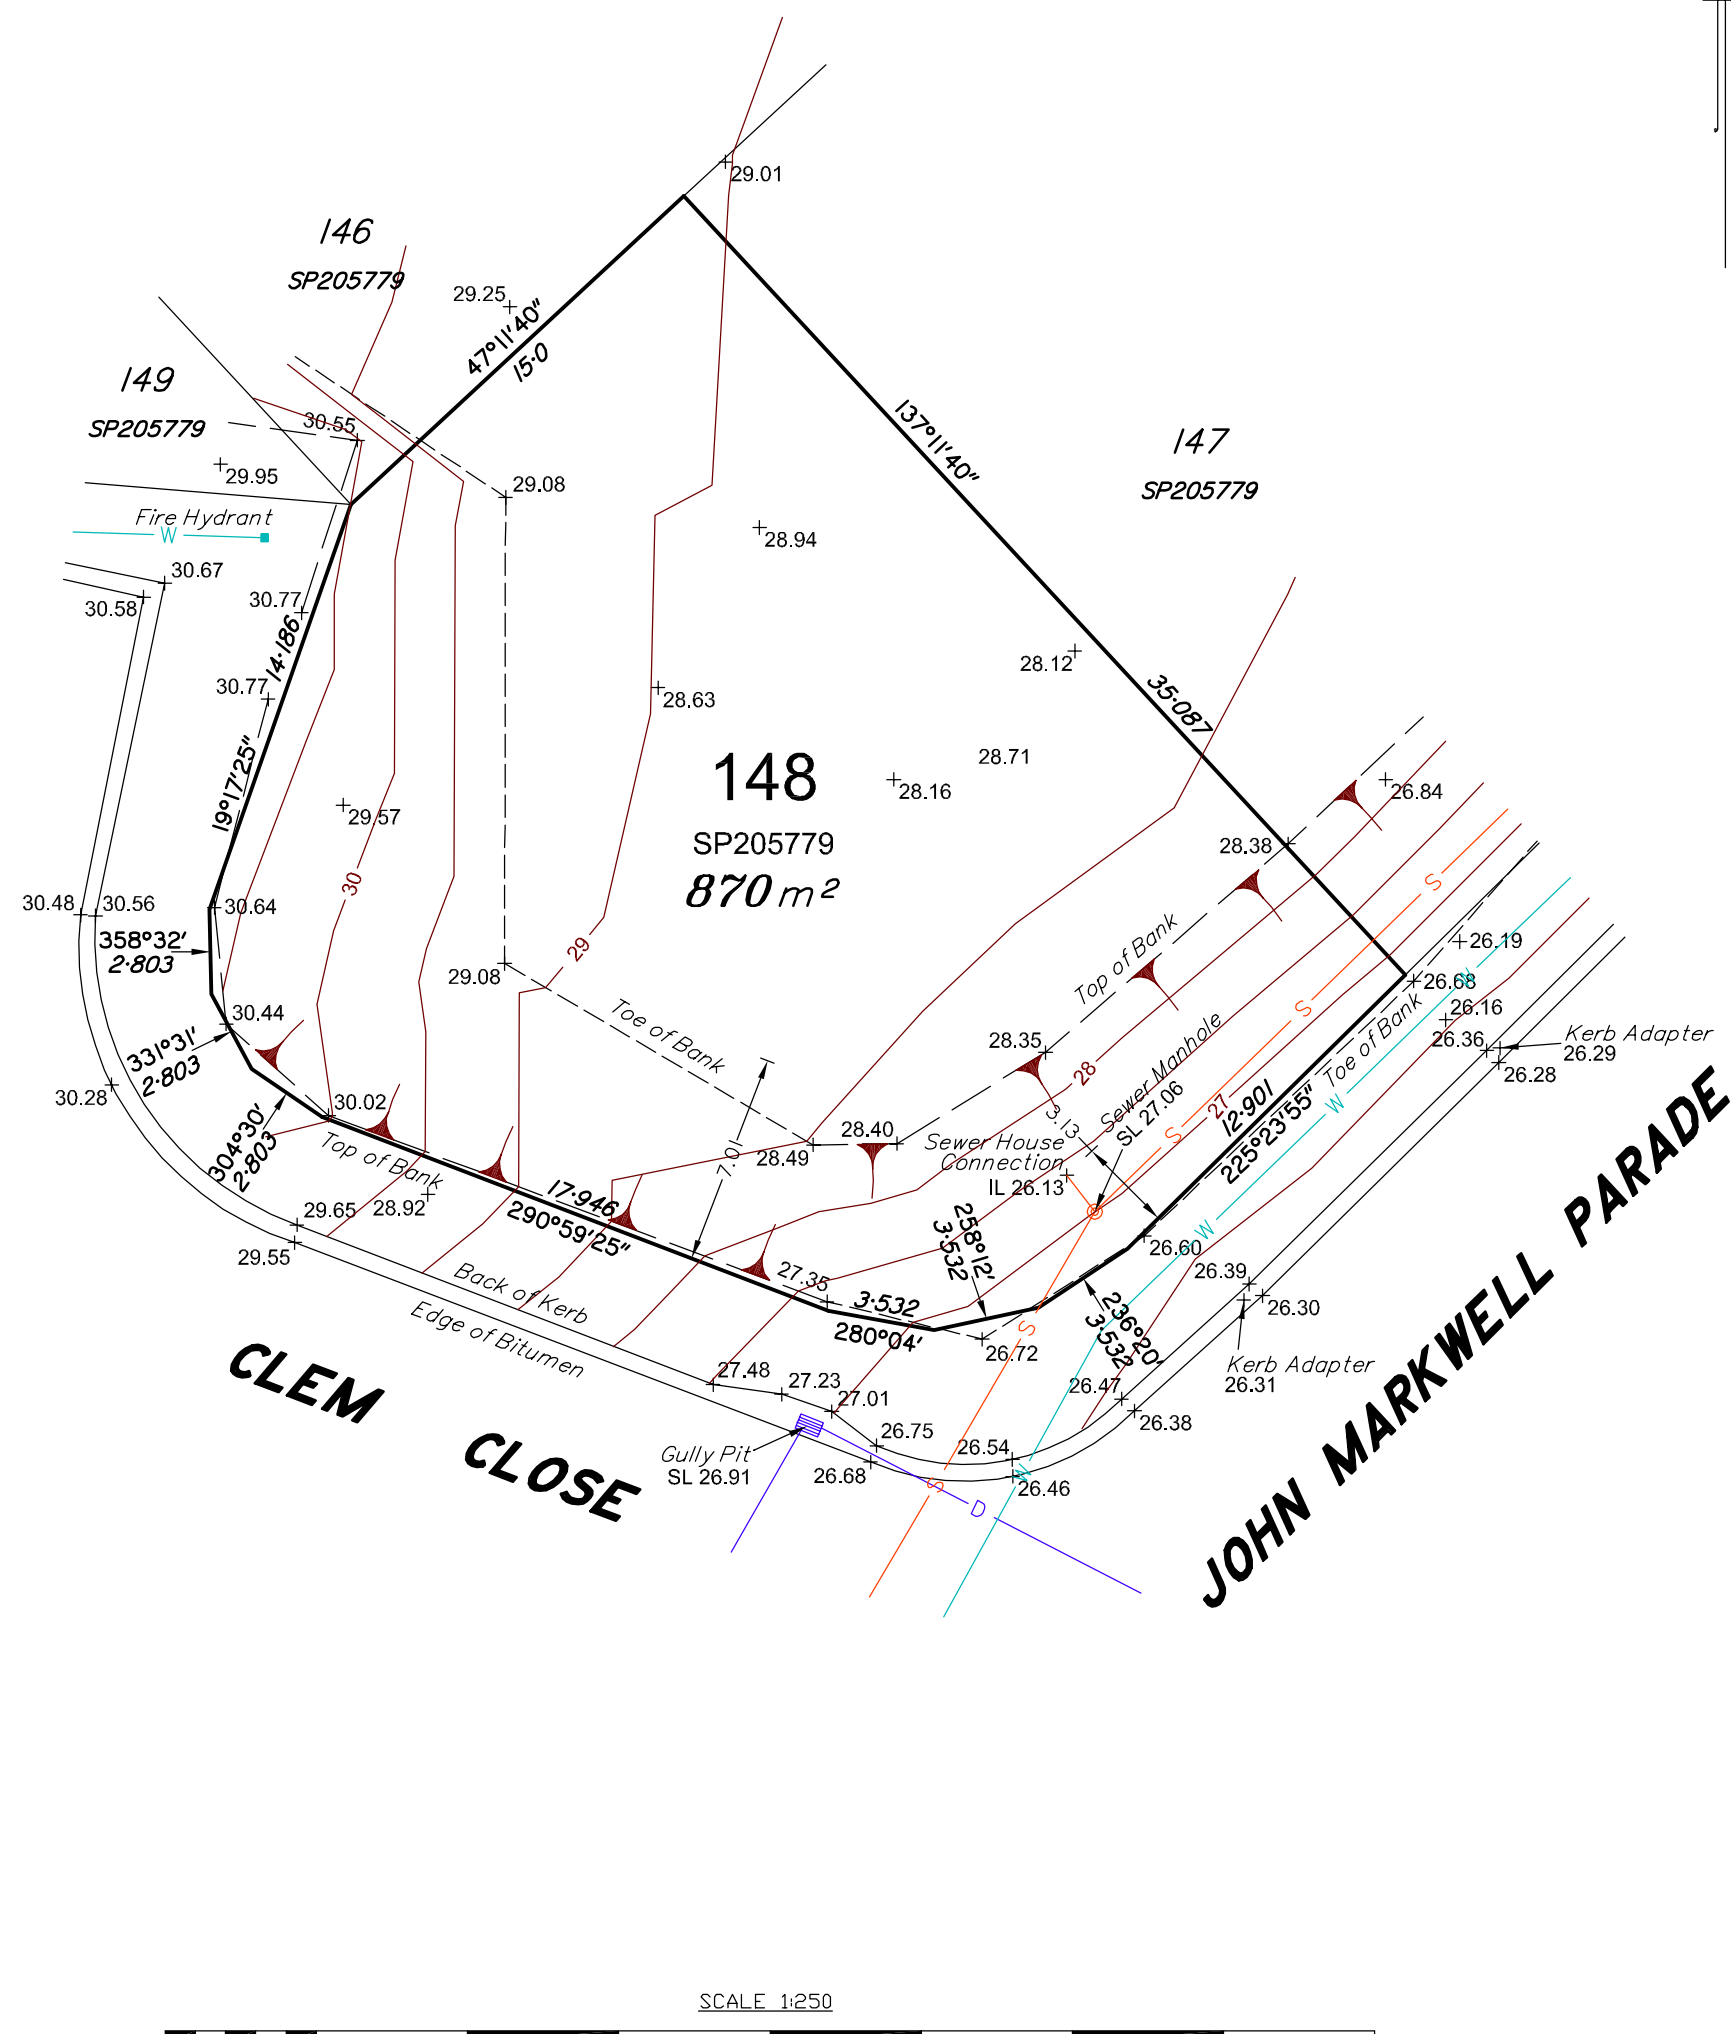 29.01
146
SP205779
29.25
47°11'40"
15·0
149
SP205779
30.55
29.95
29.08
137°11'40"
147
SP205779
Fire Hydrant
W
28.94
30.67
30.58
30.77
14·186
28.12
30.77
28.63
35·087
19°17'25"
148
28.71
28.16
26.84
29.57
SP205779
28.38
870 m²
30
S
30.48
30.56
30.64
Top of Bank
29
26.19
358°32'
2·803
29.08
W
26.68
Toe of Bank
S
26.16
30.44
28.35
Sewer Manhole
SL 27.06
26.36
Kerb Adapter
26.29
26.28
331°31'
2·803
28
Toe of Bank
30.28
W
27
12·901
225°23'55"
30.02
3.13
304°30'
2·803
Top of Bank
28.40
28.49
S
Sewer House
Connection
IL 26.13
7.01
28.92
17·946
290°59'25"
29.65
29.55
258°12'
3·532
W
26.60
Back of Kerb
Edge of Bitumen
27.35
3·532
280°04'
26.39
26.30
236°20'
3·532
S
26.72
Kerb Adapter
26.31
CLEM CLOSE
27.48
27.23
27.01
26.47
26.38
26.75
26.54
Gully Pit
SL 26.91
26.68
W
26.46
S
D
JOHN MARKWELL PARADE
SCALE 1:250